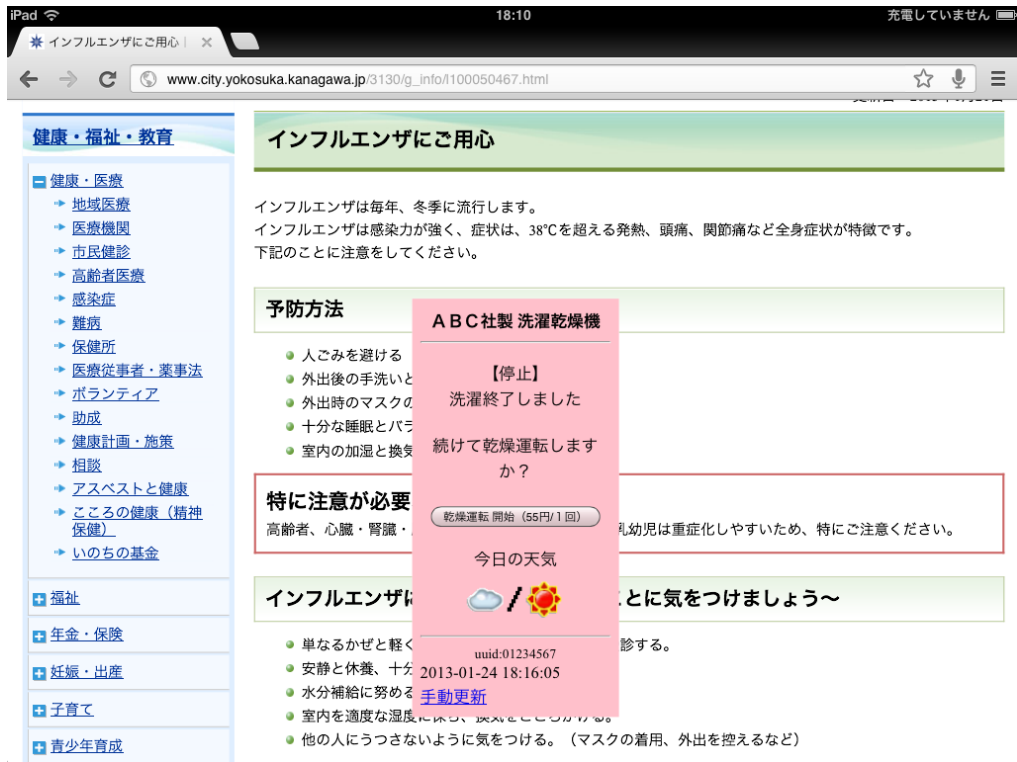 iPad 18:10 充電していません
インフルエンザにご用心 |
www.city.yokosuka.kanagawa.jp/3130/g_info/l100050467.html
健康・福祉・教育
健康・医療
地域医療
医療機関
市民健診
高齢者医療
感染症
難病
保健所
医療従事者・薬事法
ボランティア
助成
健康計画・施策
相談
アスベストと健康
こころの健康（精神
保健）
いのちの基金
福祉
年金・保険
妊娠・出産
子育て
青少年育成
インフルエンザにご用心
インフルエンザは毎年、冬季に流行します。
インフルエンザは感染力が強く、症状は、38℃を超える発熱、頭痛、関節痛など全身症状が特徴です。
下記のことに注意をしてください。
予防方法
人ごみを避ける
外出後の手洗いと
外出時のマスクの
十分な睡眠とバラ
室内の加湿と換気
特に注意が必要
高齢者、心臓・腎臓・ 乳幼児は重症化しやすいため、特にご注意ください。
インフルエンザに ことに気をつけましょう～
単なるかぜと軽く 診する。
安静と休養、十分
水分補給に努める
室内を適度な湿度に保ち、換気をこころがける。
他の人にうつさないように気をつける。（マスクの着用、外出を控えるなど）
ＡＢＣ社製 洗濯乾燥機
【停止】
洗濯終了しました
続けて乾燥運転します
か？
乾燥運転 開始（55円/１回）
今日の天気
/
uuid:01234567
2013-01-24 18:16:05
手動更新